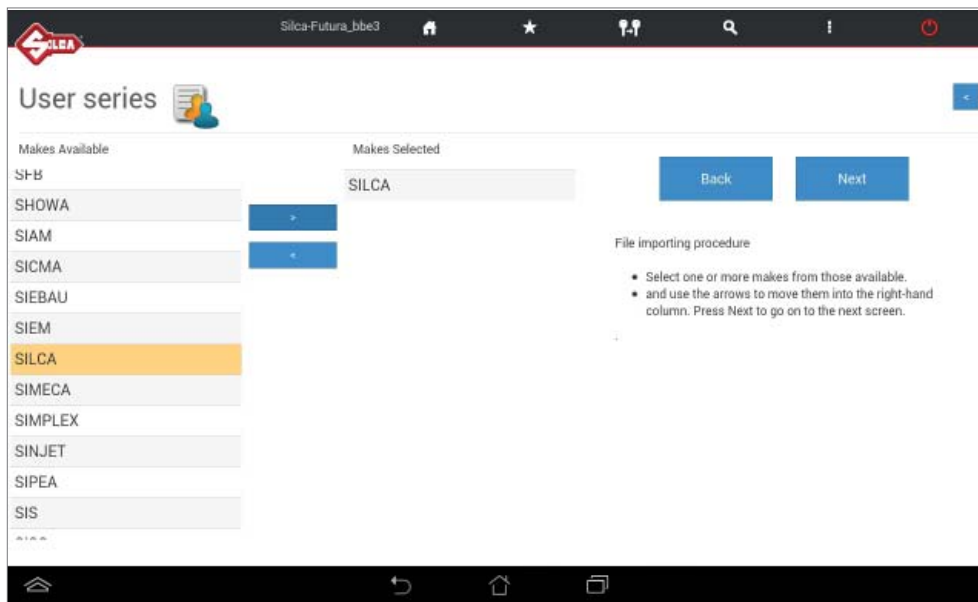 SILCA
Silca-Futura_bbe3
User series
<
Makes Available
Makes Selected
SFB
SHOWA
SIAM
SICMA
SIEBAU
SIEM
SILCA
SIMECA
SIMPLEX
SINJET
SIPEA
SIS
>
<
SILCA
Back
Next
File importing procedure
• Select one or more makes from those available.
• and use the arrows to move them into the right-hand
column. Press Next to go on to the next screen.
.